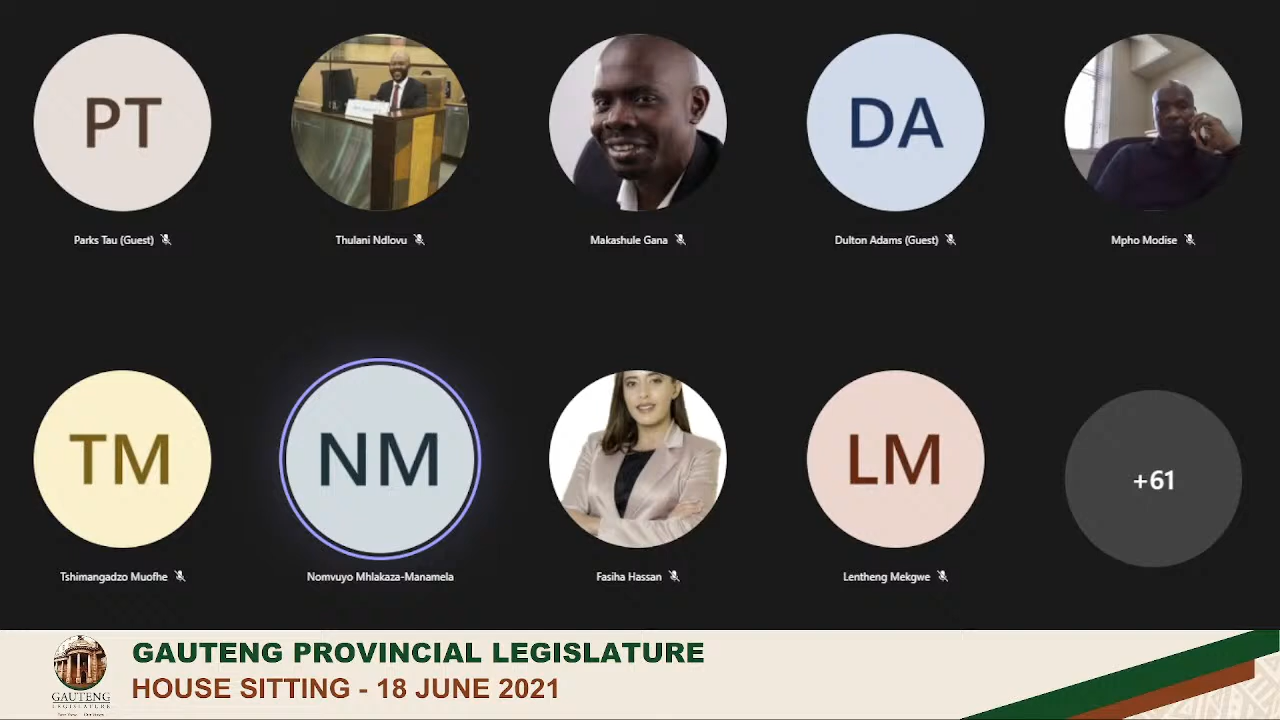 PT
DA
Parks Tau (Guest)
Thulani Ndlovu
Makashule Gana
Dulton Adams (Guest)
Mpho Modise
TM
NM
LM
+61
Tshimangadzo Muofhe
Nomvuyo Mhlakaza-Manamela
Fasiha Hassan
Lentheng Mekgwe
GAUTENG PROVINCIAL LEGISLATURE
HOUSE SITTING - 18 JUNE 2021
GAUTENG
LEGISLATURE